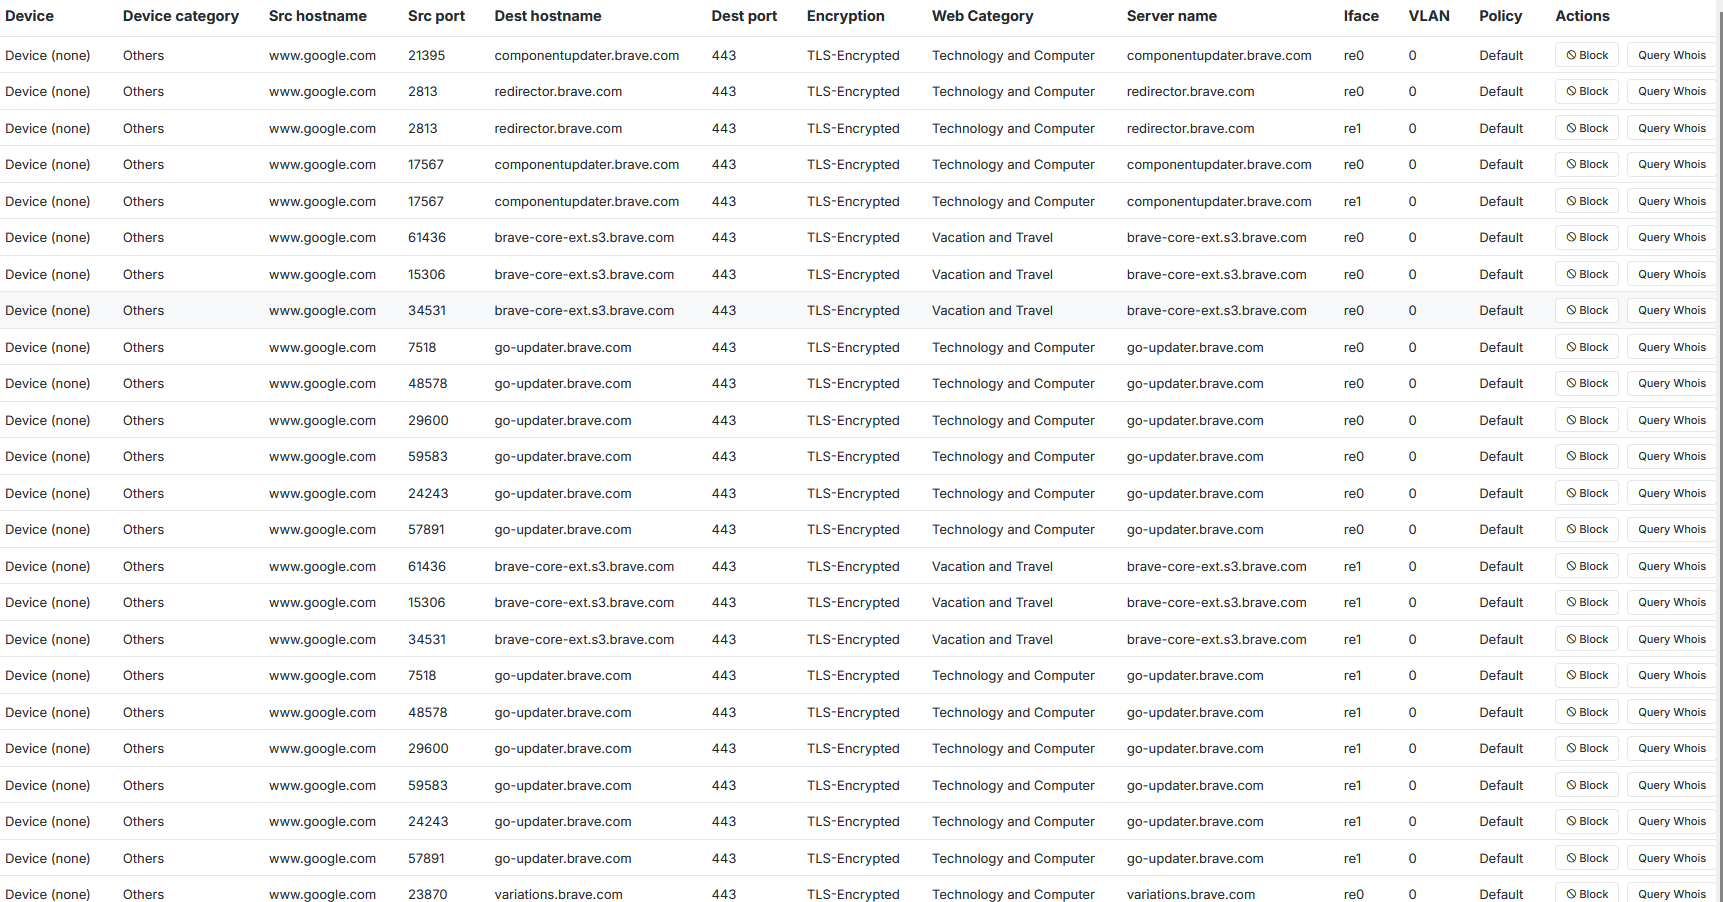 Device Device category Src hostname Src port Dest hostname Dest port Encryption Web Category Server name Iface VLAN Policy Actions
Device (none) Others www.google.com 21395 componentupdater.brave.com 443 TLS-Encrypted Technology and Computer componentupdater.brave.com re0 0 Default Block Query Whois
Device (none) Others www.google.com 2813 redirector.brave.com 443 TLS-Encrypted Technology and Computer redirector.brave.com re0 0 Default Block Query Whois
Device (none) Others www.google.com 2813 redirector.brave.com 443 TLS-Encrypted Technology and Computer redirector.brave.com re1 0 Default Block Query Whois
Device (none) Others www.google.com 17567 componentupdater.brave.com 443 TLS-Encrypted Technology and Computer componentupdater.brave.com re0 0 Default Block Query Whois
Device (none) Others www.google.com 17567 componentupdater.brave.com 443 TLS-Encrypted Technology and Computer componentupdater.brave.com re1 0 Default Block Query Whois
Device (none) Others www.google.com 61436 brave-core-ext.s3.brave.com 443 TLS-Encrypted Vacation and Travel brave-core-ext.s3.brave.com re0 0 Default Block Query Whois
Device (none) Others www.google.com 15306 brave-core-ext.s3.brave.com 443 TLS-Encrypted Vacation and Travel brave-core-ext.s3.brave.com re0 0 Default Block Query Whois
Device (none) Others www.google.com 34531 brave-core-ext.s3.brave.com 443 TLS-Encrypted Vacation and Travel brave-core-ext.s3.brave.com re0 0 Default Block Query Whois
Device (none) Others www.google.com 7518 go-updater.brave.com 443 TLS-Encrypted Technology and Computer go-updater.brave.com re0 0 Default Block Query Whois
Device (none) Others www.google.com 48578 go-updater.brave.com 443 TLS-Encrypted Technology and Computer go-updater.brave.com re0 0 Default Block Query Whois
Device (none) Others www.google.com 29600 go-updater.brave.com 443 TLS-Encrypted Technology and Computer go-updater.brave.com re0 0 Default Block Query Whois
Device (none) Others www.google.com 59583 go-updater.brave.com 443 TLS-Encrypted Technology and Computer go-updater.brave.com re0 0 Default Block Query Whois
Device (none) Others www.google.com 24243 go-updater.brave.com 443 TLS-Encrypted Technology and Computer go-updater.brave.com re0 0 Default Block Query Whois
Device (none) Others www.google.com 57891 go-updater.brave.com 443 TLS-Encrypted Technology and Computer go-updater.brave.com re0 0 Default Block Query Whois
Device (none) Others www.google.com 61436 brave-core-ext.s3.brave.com 443 TLS-Encrypted Vacation and Travel brave-core-ext.s3.brave.com re1 0 Default Block Query Whois
Device (none) Others www.google.com 15306 brave-core-ext.s3.brave.com 443 TLS-Encrypted Vacation and Travel brave-core-ext.s3.brave.com re1 0 Default Block Query Whois
Device (none) Others www.google.com 34531 brave-core-ext.s3.brave.com 443 TLS-Encrypted Vacation and Travel brave-core-ext.s3.brave.com re1 0 Default Block Query Whois
Device (none) Others www.google.com 7518 go-updater.brave.com 443 TLS-Encrypted Technology and Computer go-updater.brave.com re1 0 Default Block Query Whois
Device (none) Others www.google.com 48578 go-updater.brave.com 443 TLS-Encrypted Technology and Computer go-updater.brave.com re1 0 Default Block Query Whois
Device (none) Others www.google.com 29600 go-updater.brave.com 443 TLS-Encrypted Technology and Computer go-updater.brave.com re1 0 Default Block Query Whois
Device (none) Others www.google.com 59583 go-updater.brave.com 443 TLS-Encrypted Technology and Computer go-updater.brave.com re1 0 Default Block Query Whois
Device (none) Others www.google.com 24243 go-updater.brave.com 443 TLS-Encrypted Technology and Computer go-updater.brave.com re1 0 Default Block Query Whois
Device (none) Others www.google.com 57891 go-updater.brave.com 443 TLS-Encrypted Technology and Computer go-updater.brave.com re1 0 Default Block Query Whois
Device (none) Others www.google.com 23870 variations.brave.com 443 TLS-Encrypted Technology and Computer variations.brave.com re0 0 Default Block Query Whois